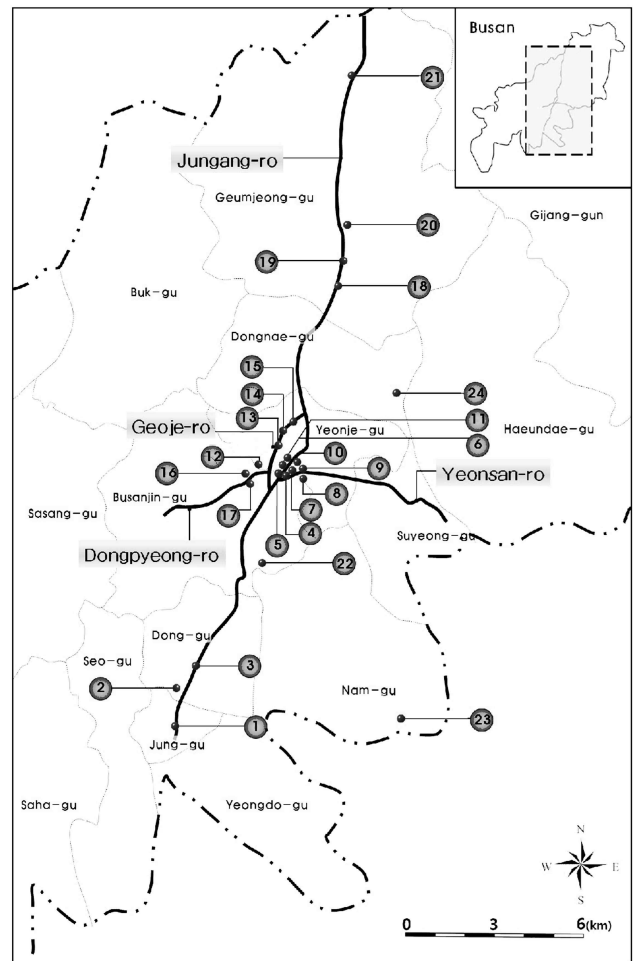 Busan
21
Jungang-ro
Geumjeong-gu
Gijang-gun
20
19
18
Buk-gu
Dongnae-gu
15
14
24
13
11
Geoje-ro
Yeonje-gu
Haeundae-gu
6
10
12
9
16
Yeonsan-ro
Busanjin-gu
8
17
7
Sasang-gu
4
5
Suyeong-gu
Dongpyeong-ro
22
Dong-gu
Seo-gu
3
2
Nam-gu
23
1
Jung-gu
Saha-gu
Yeongdo-gu
N
W E
S
0 3 6(km)